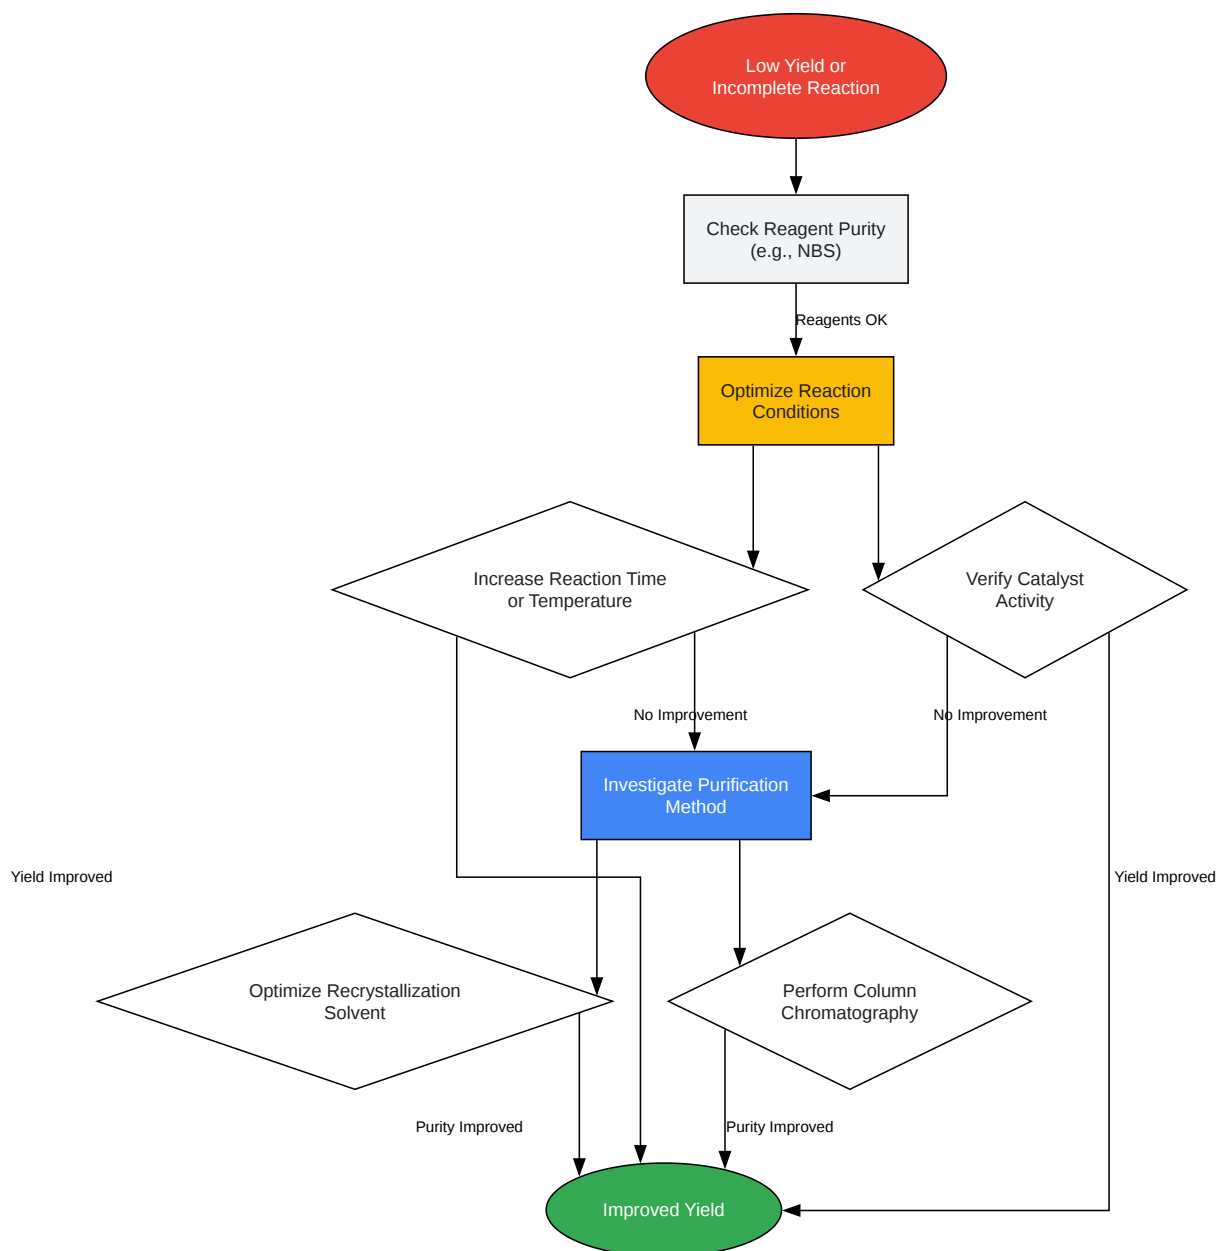 Low Yield or
Incomplete Reaction
Check Reagent Purity
(e.g., NBS)
Reagents OK
Optimize Reaction
Conditions
Increase Reaction Time
or Temperature
Verify Catalyst
Activity
No Improvement
No Improvement
Investigate Purification
Method
Yield Improved
Yield Improved
Optimize Recrystallization
Solvent
Perform Column
Chromatography
Purity Improved
Purity Improved
Improved Yield